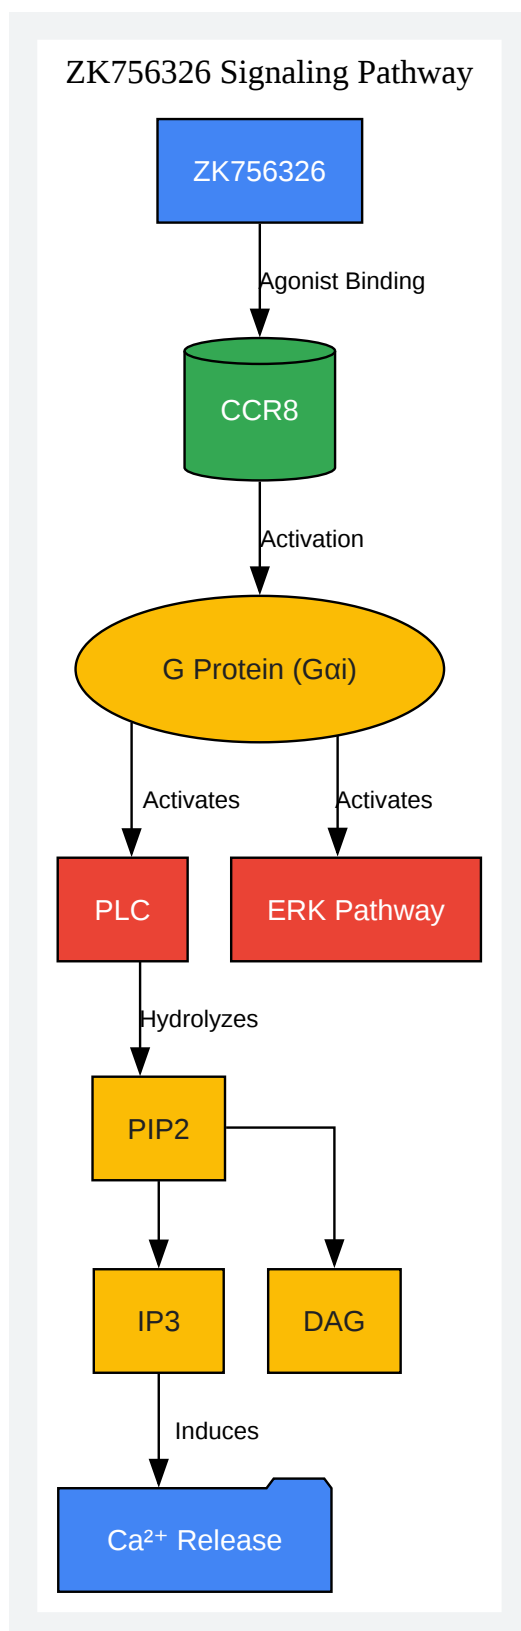 ZK756326 Signaling Pathway
ZK756326
Agonist Binding
CCR8
Activation
G Protein (Gαi)
Activates
Activates
PLC
ERK Pathway
Hydrolyzes
PIP2
IP3
DAG
Induces
Ca²⁺ Release